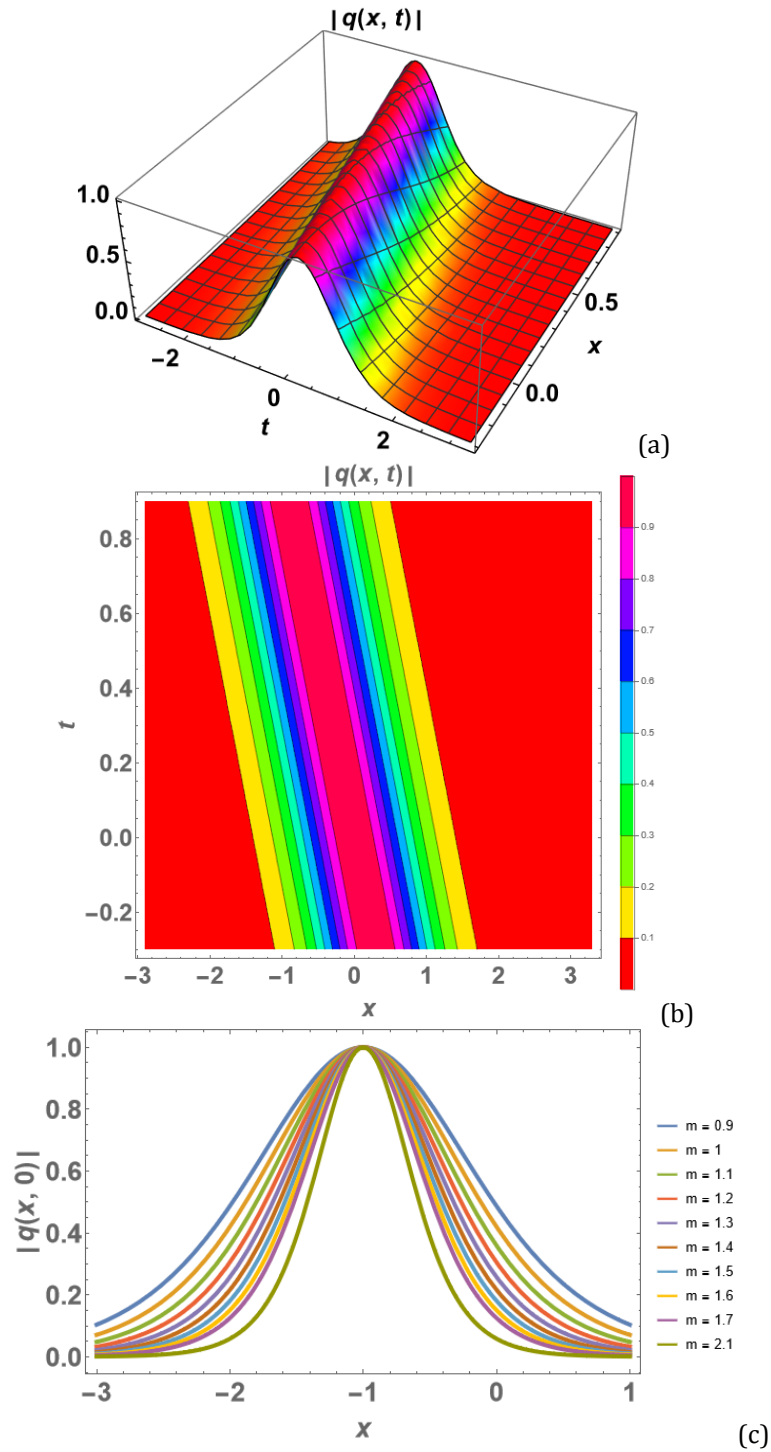 |q(x, t)|
1.0
0.5
0.0
−2
0
2
t
0.0
0.5
x
(a)
|q(x, t)|
0.8
0.6
0.4
0.2
0.0
−0.2
t
−3 −2 −1 0 1 2 3
x
0.9
0.8
0.7
0.6
0.5
0.4
0.3
0.2
0.1
(b)
1.0
0.8
0.6
0.4
0.2
0.0
|q(x, 0)|
−3 −2 −1 0 1
x
m = 0.9
m = 1
m = 1.1
m = 1.2
m = 1.3
m = 1.4
m = 1.5
m = 1.6
m = 1.7
m = 2.1
(c)